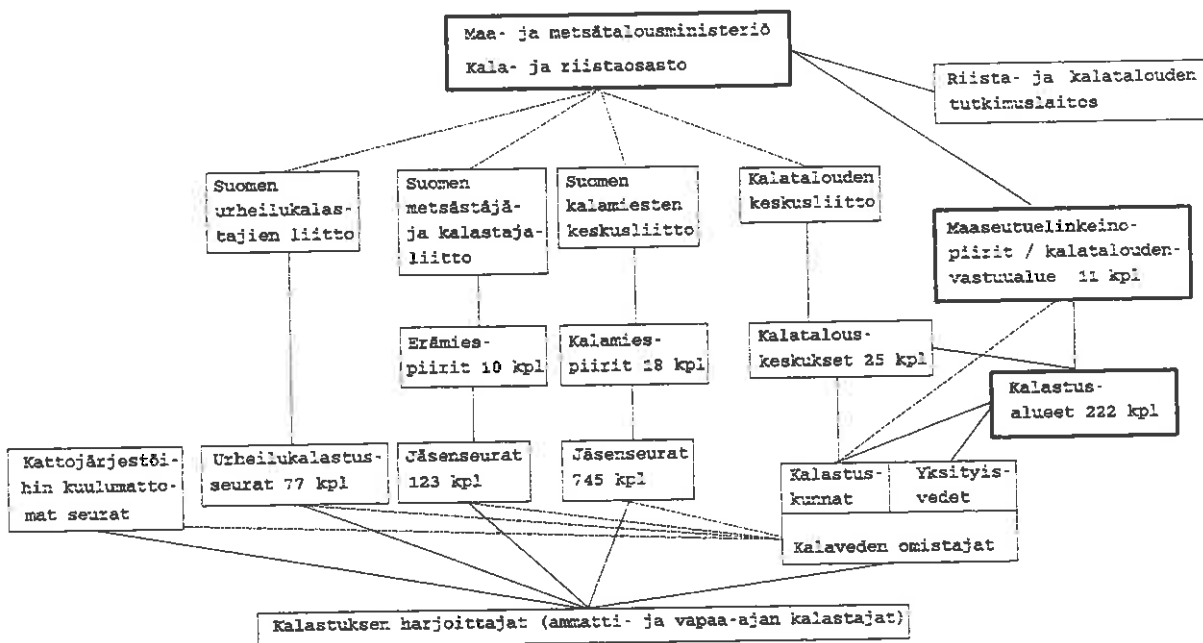 Maa- ja metsätalousministeriö
Kala- ja riistaosasto
Riista- ja kalatalouden
tutkimuslaitos
Suomen
urheilukalas-
tajien liitto
Suomen
metsästäjä-
ja kalastaja-
liitto
Suomen
kalamiesten
keskusliitto
Kalatalouden
keskusliitto
Maaseutuelinkeino-
piirit / kalatalouden-
vastuualue 11 kpl
Erämies-
piirit 10 kpl
Kalamies-
piirit 18 kpl
Kalatalous-
keskukset 25 kpl
Kalastus-
alueet 222 kpl
Kattojärjestöi-
hin kuulumatto-
mat seurat
Urheilukalastus-
seurat 77 kpl
Jäsenseurat
123 kpl
Jäsenseurat
745 kpl
Kalastus-
kunnat
Yksityis-
vedet
Kalaveden omistajat
Kalastuksen harjoittajat (ammatti- ja vapaa-ajan kalastajat)